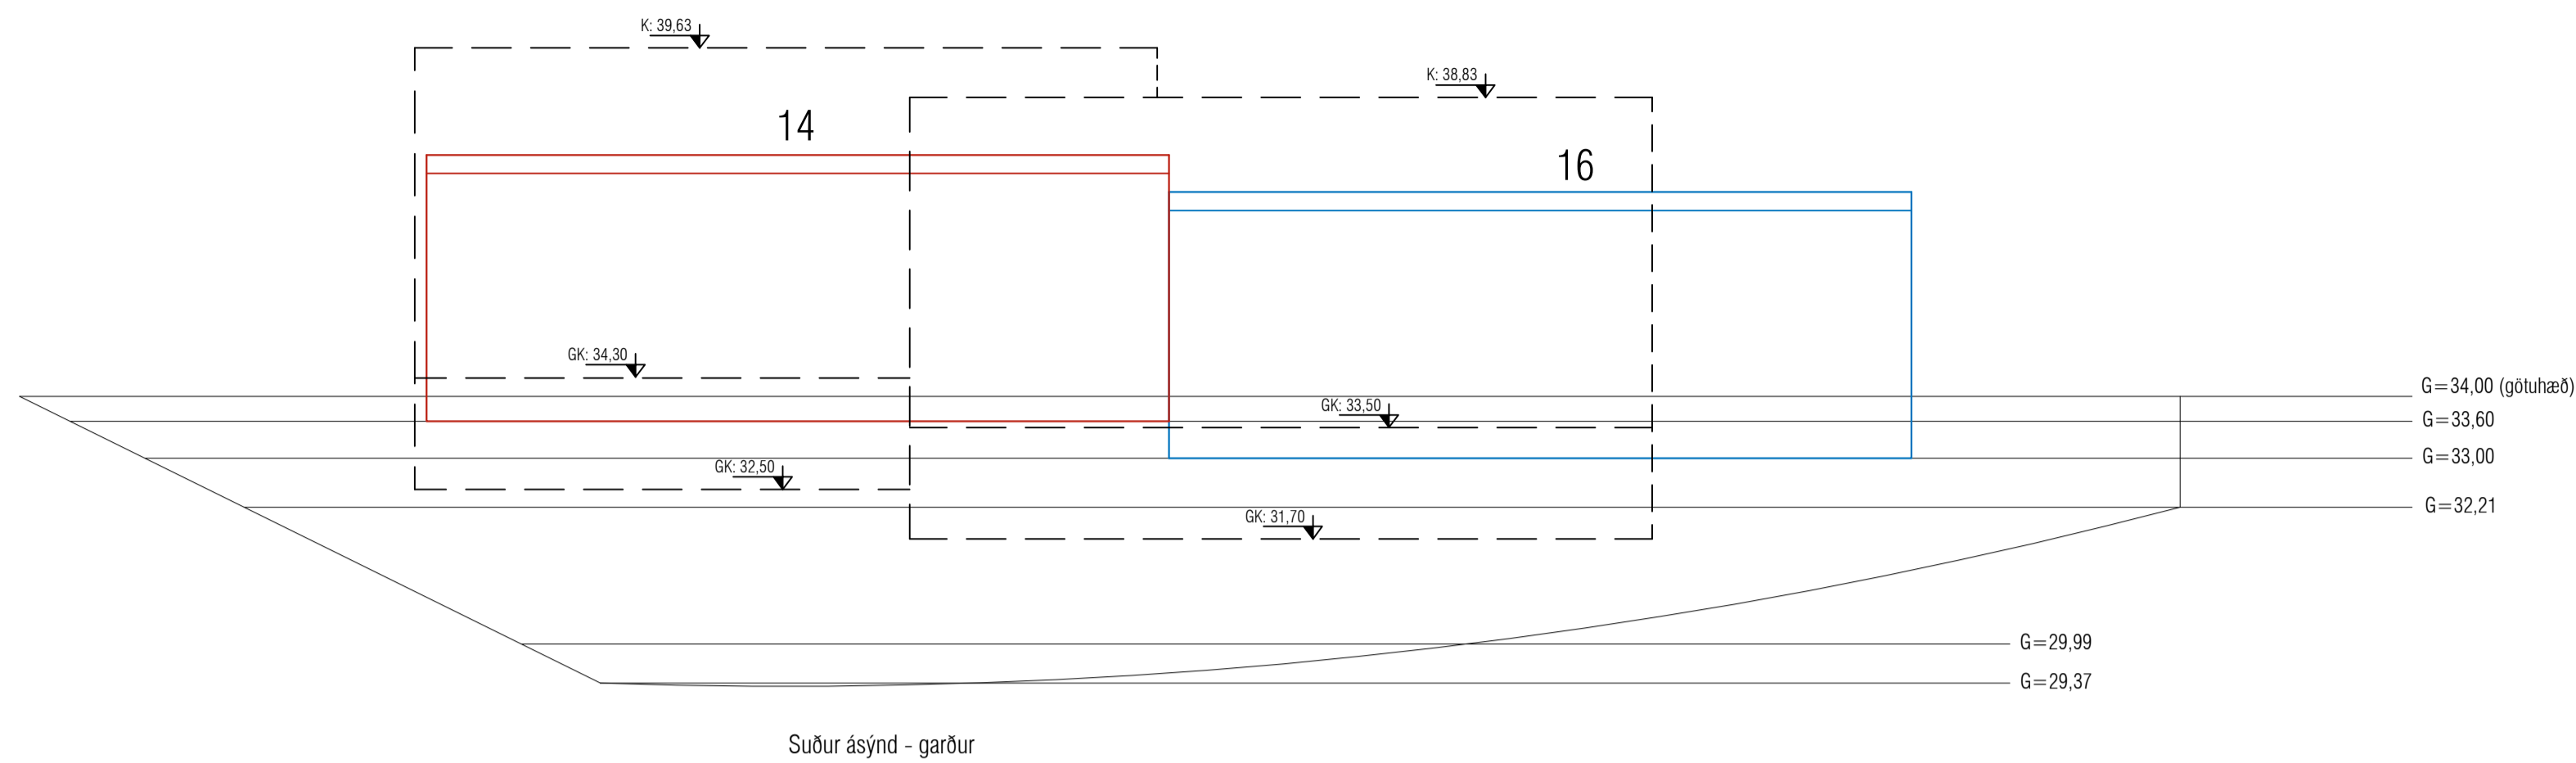 K: 39,63
K: 38,83
14
16
GK: 34,30
G=34,00 (götuhæð)
GK: 33,50
G=33,60
G=33,00
GK: 32,50
G=32,21
GK: 31,70
G=29,99
G=29,37
Suður ásýnd - garður